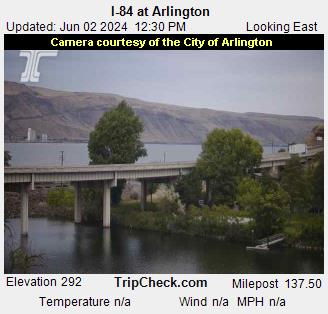 I-84 at Arlington
Updated: Jun 02 2024 12:30 PM Looking East
Camera courtesy of the City of Arlington
Elevation 292 TripCheck.com Milepost 137.50
Temperature n/a Wind n/a MPH n/a